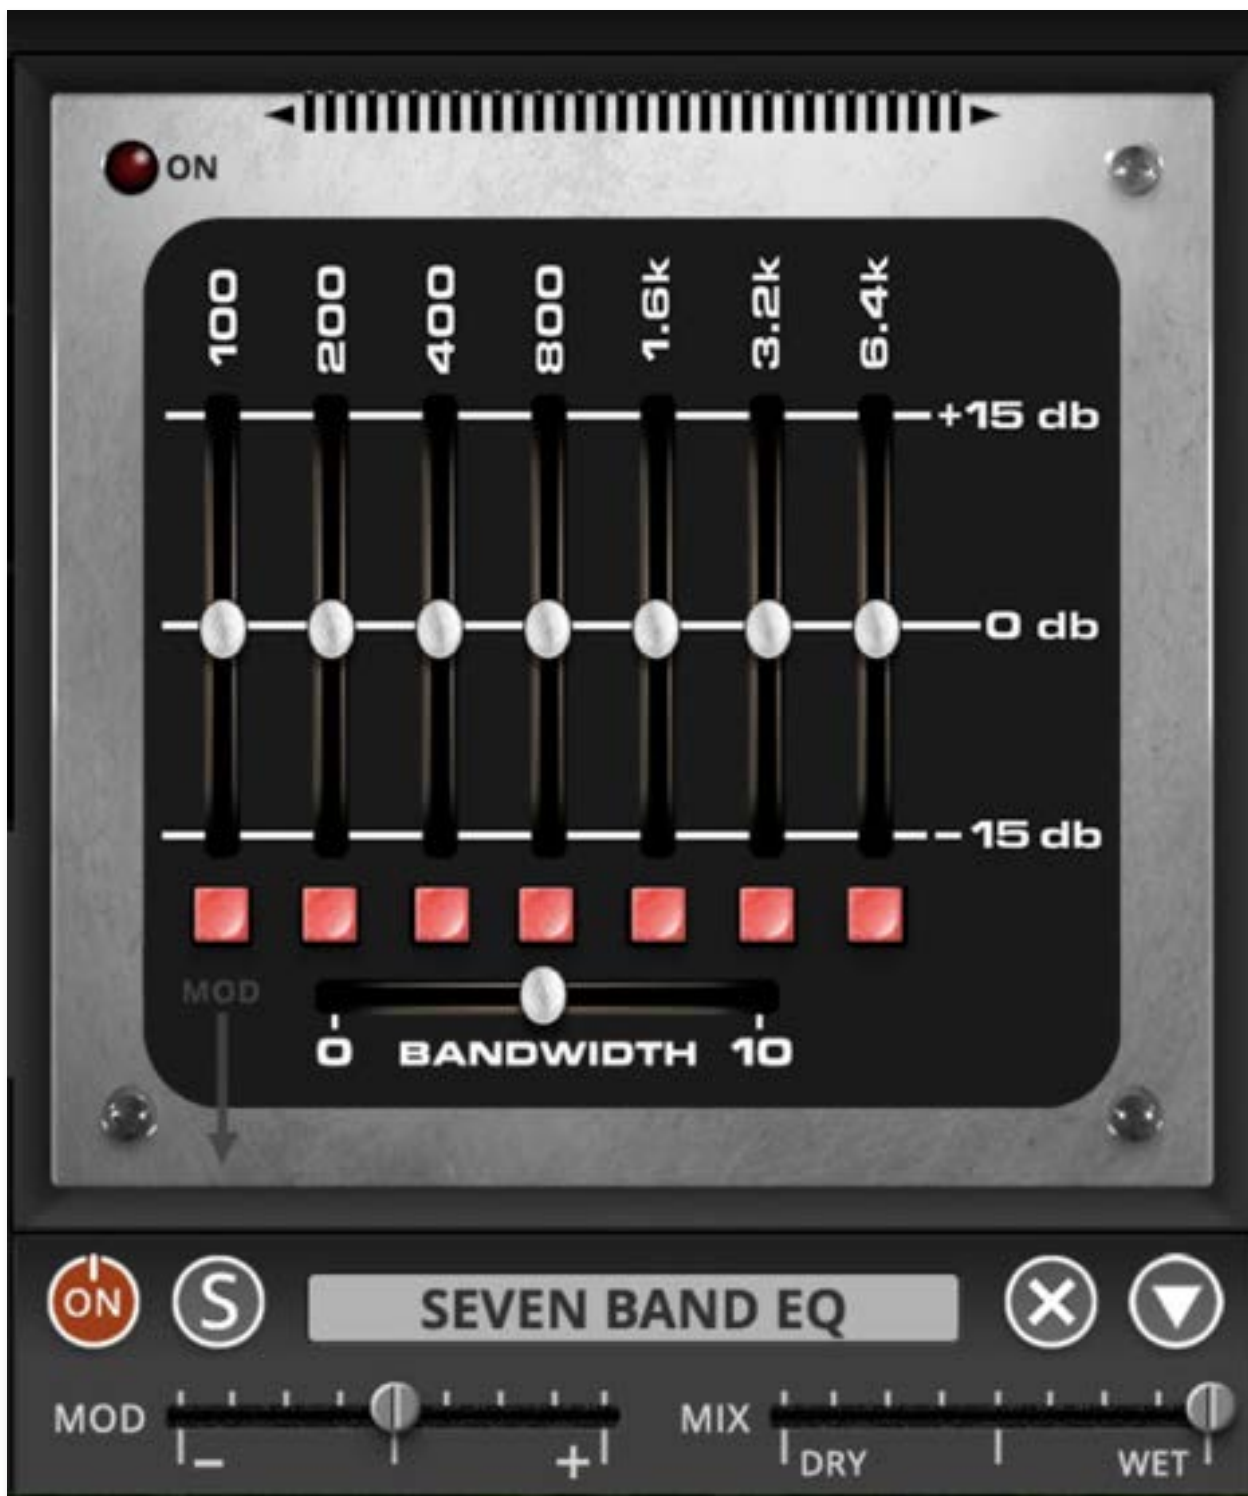 ON
100 200 400 800 1.6k 3.2k 6.4k
+15 db
0 db
-15 db
MOD
0 BANDWIDTH 10
ON S SEVEN BAND EQ
MOD - + MIX DRY WET